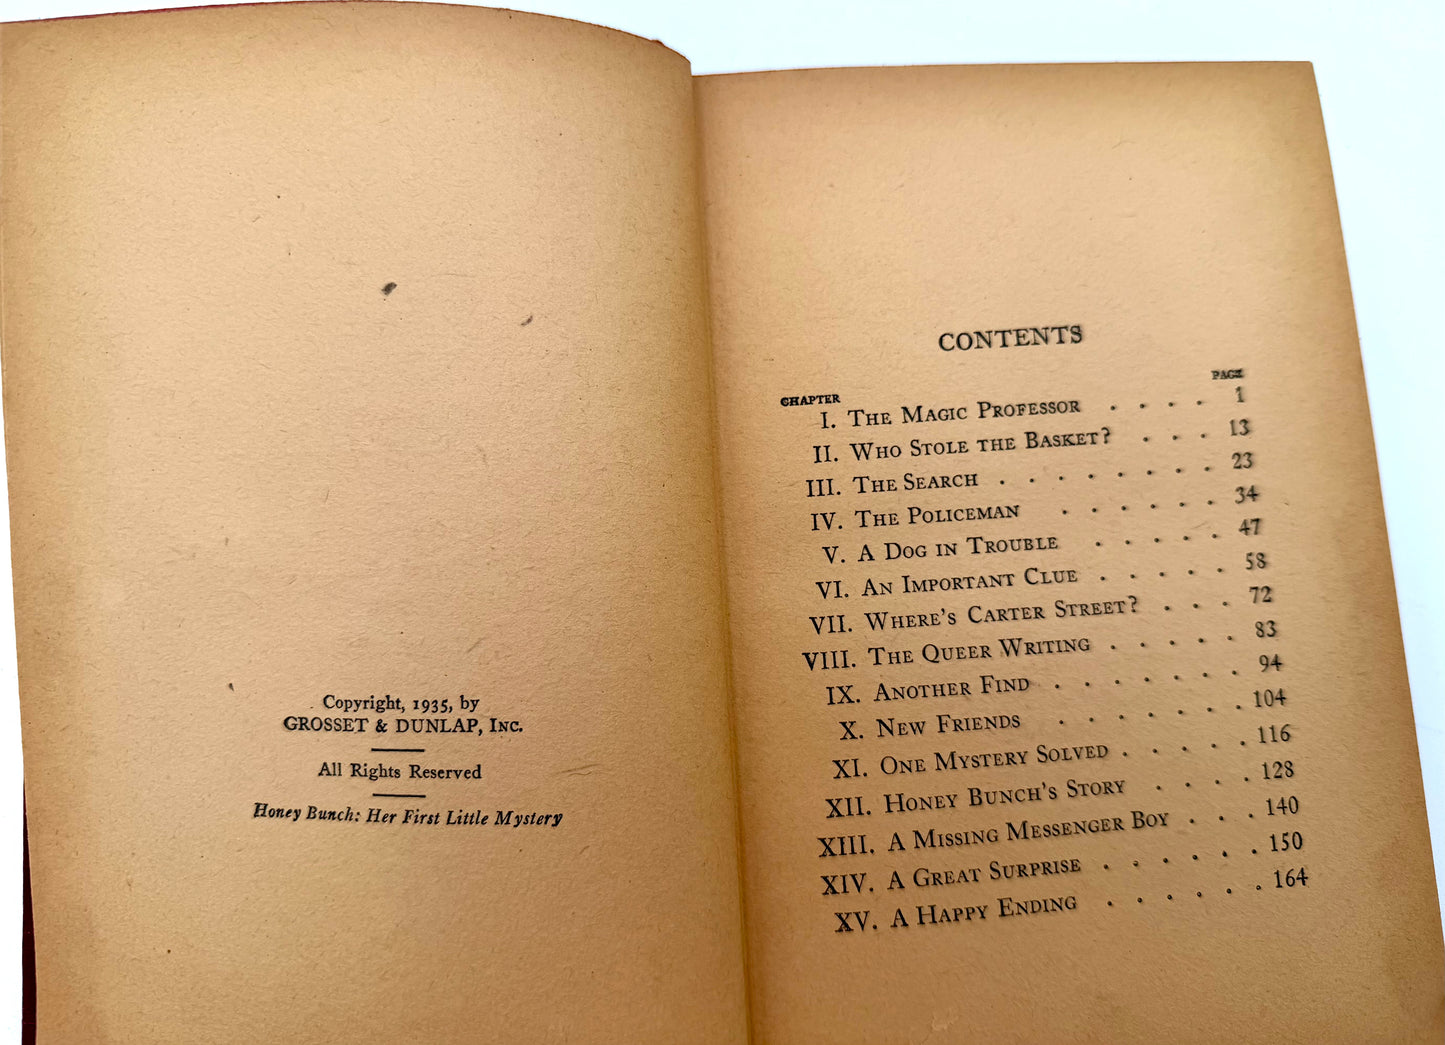 Copyright, 1935, by
GROSSET & DUNLAP, INC.
All Rights Reserved
Honey Bunch: Her First Little Mystery
CONTENTS
CHAPTER PAGE
I. THE MAGIC PROFESSOR . . . . 1
II. WHO STOLE THE BASKET? . . . 13
III. THE SEARCH . . . . . . . . 23
IV. THE POLICEMAN . . . . . . 34
V. A DOG IN TROUBLE . . . . . 47
VI. AN IMPORTANT CLUE . . . . . 58
VII. WHERE'S CARTER STREET? . . . 72
VIII. THE QUEER WRITING . . . . . 83
IX. ANOTHER FIND . . . . . . . 94
X. NEW FRIENDS . . . . . . . 104
XI. ONE MYSTERY SOLVED . . . . . 116
XII. HONEY BUNCH'S STORY . . . . 128
XIII. A MISSING MESSENGER BOY . . . 140
XIV. A GREAT SURPRISE . . . . . . 150
XV. A HAPPY ENDING . . . . . . 164